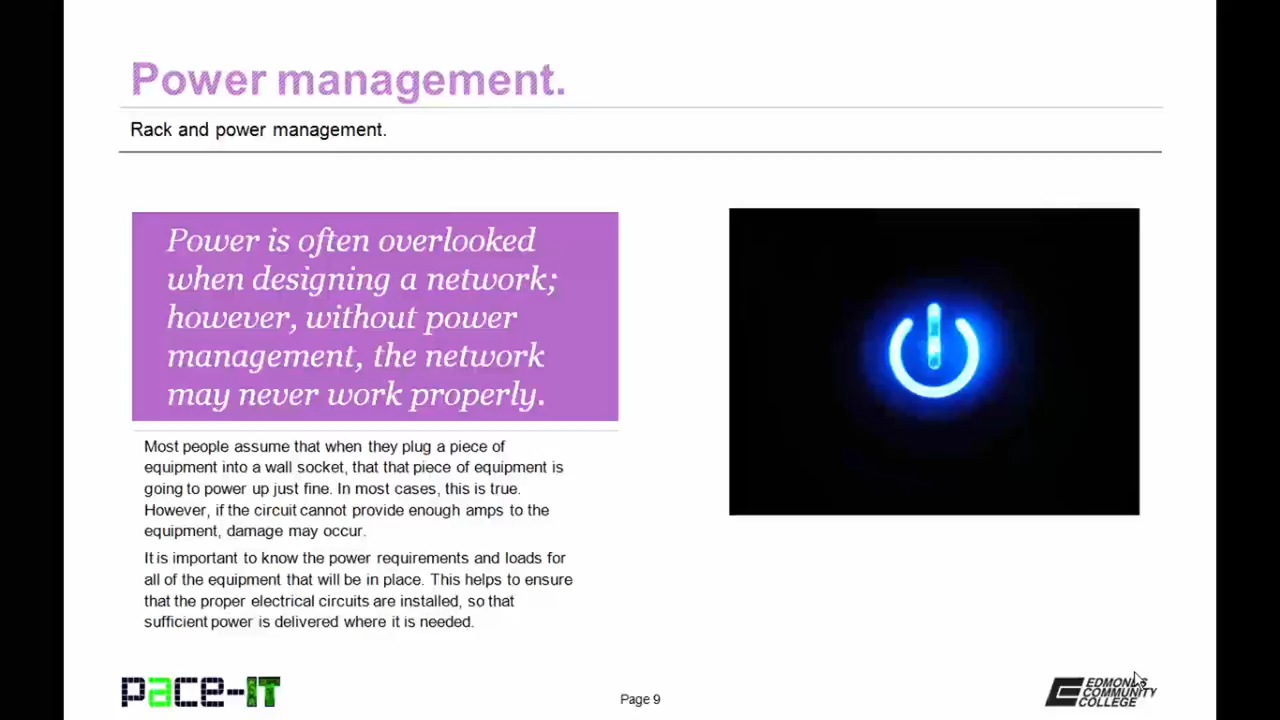 Power management.
Rack and power management.
Power is often overlooked
when designing a network;
however, without power
management, the network
may never work properly.
Most people assume that when they plug a piece of
equipment into a wall socket, that that piece of equipment is
going to power up just fine. In most cases, this is true.
However, if the circuit cannot provide enough amps to the
equipment, damage may occur.
It is important to know the power requirements and loads for
all of the equipment that will be in place. This helps to ensure
that the proper electrical circuits are installed, so that
sufficient power is delivered where it is needed.
pace-IT
Page 9
EDMONDS
COMMUNITY
COLLEGE